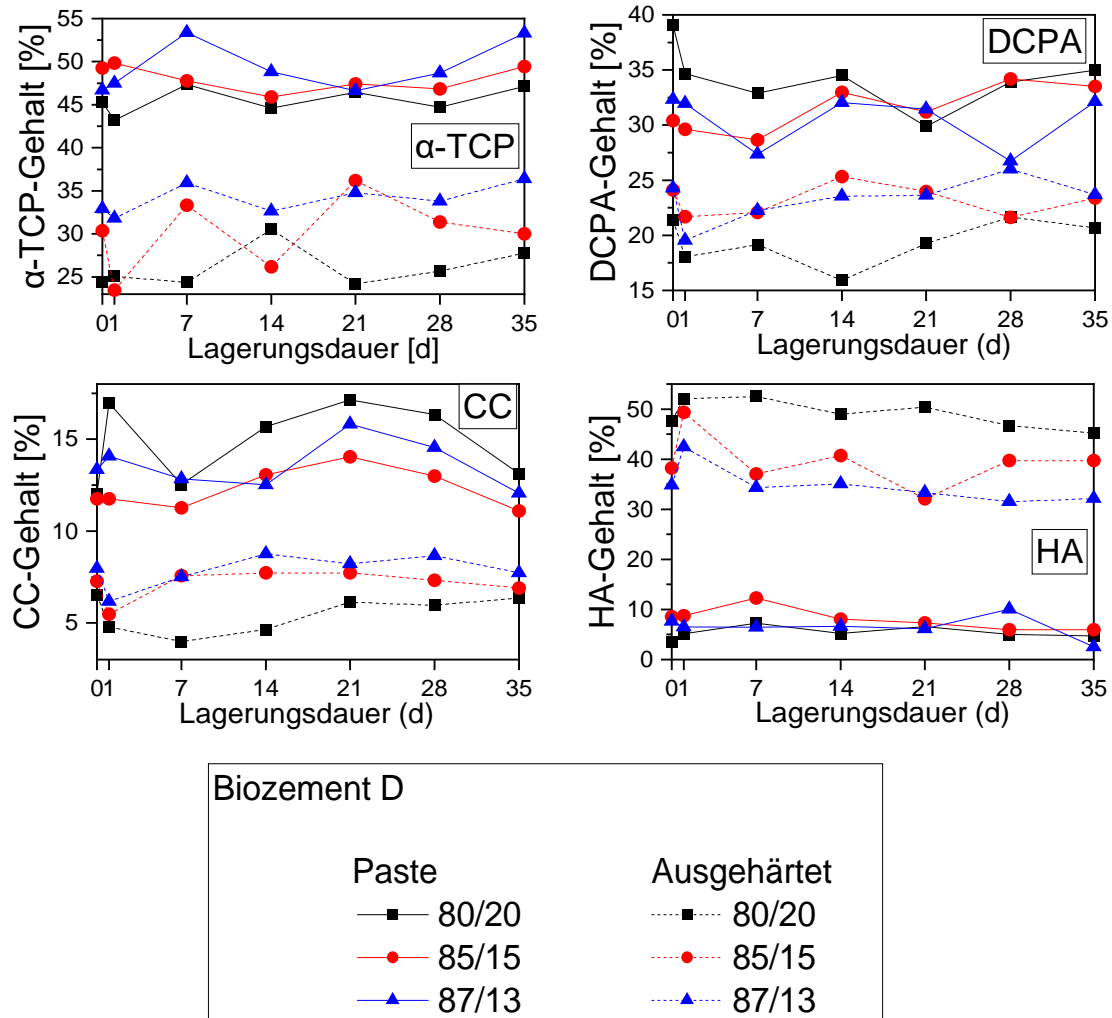 α-TCP-Gehalt [%]
55
50
45
40
35
30
25
α-TCP
01 7 14 21 28 35
Lagerungsdauer [d]
DCPA-Gehalt [%]
40
35
30
25
20
15
DCPA
01 7 14 21 28 35
Lagerungsdauer (d)
CC-Gehalt [%]
15
10
5
CC
01 7 14 21 28 35
Lagerungsdauer (d)
HA-Gehalt [%]
50
40
30
20
10
0
HA
01 7 14 21 28 35
Lagerungsdauer (d)
Biozement D
Paste Ausgehärtet
80/20 80/20
85/15 85/15
87/13 87/13